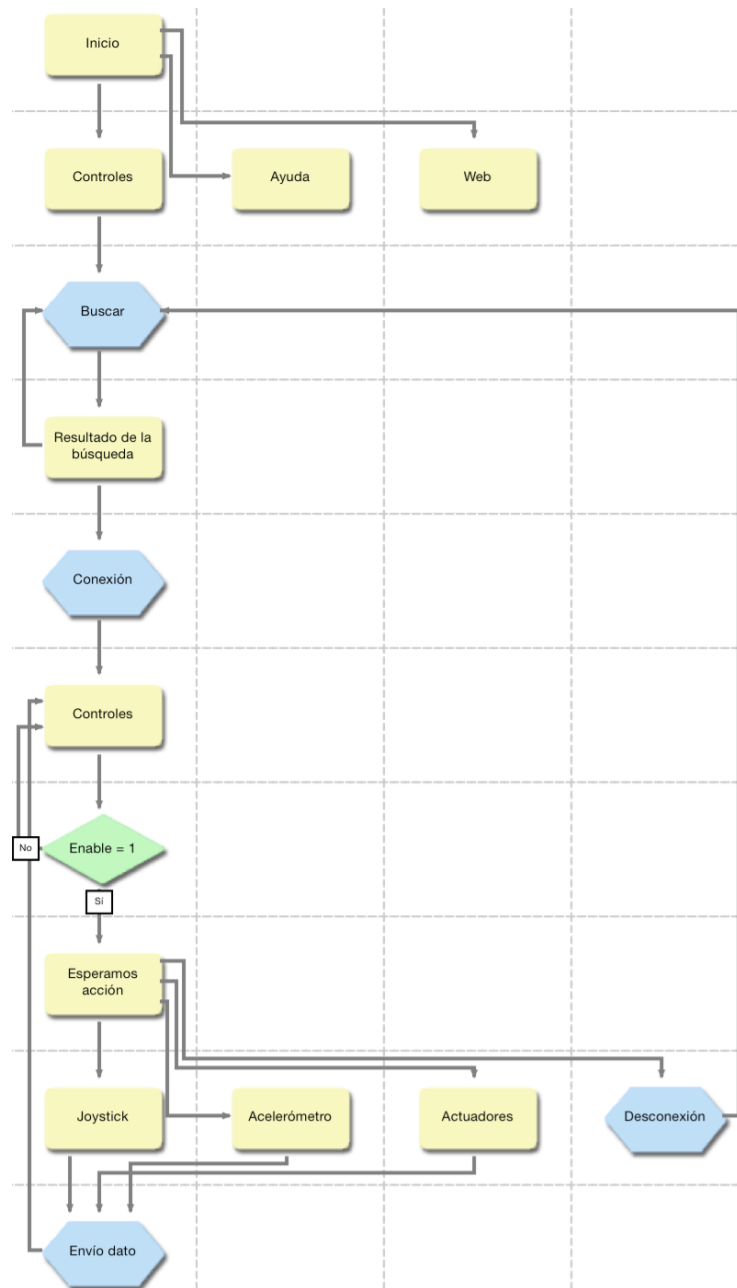 Inicio
Controles
Ayuda
Web
Buscar
Resultado de la
búsqueda
Conexión
Controles
No
Enable = 1
Sí
Esperamos
acción
Joystick
Acelerómetro
Actuadores
Desconexión
Envío dato